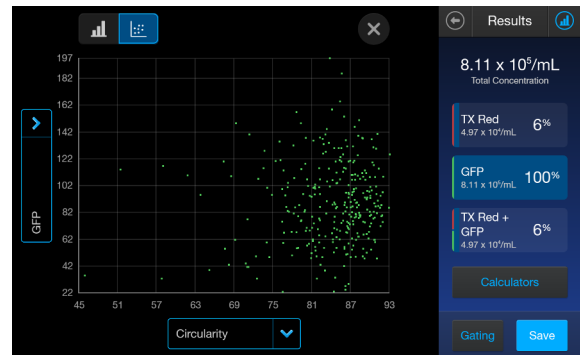 Results
197
182
162
142
122
102
82
62
42
22
GFP
45 51 57 63 69 75 81 87 93
Circularity
8.11 x 10⁵/mL
Total Concentration
TX Red
4.97 x 10⁴/mL
6%
GFP
8.11 x 10⁵/mL
100%
TX Red +
GFP
4.97 x 10⁴/mL
6%
Calculators
Gating
Save